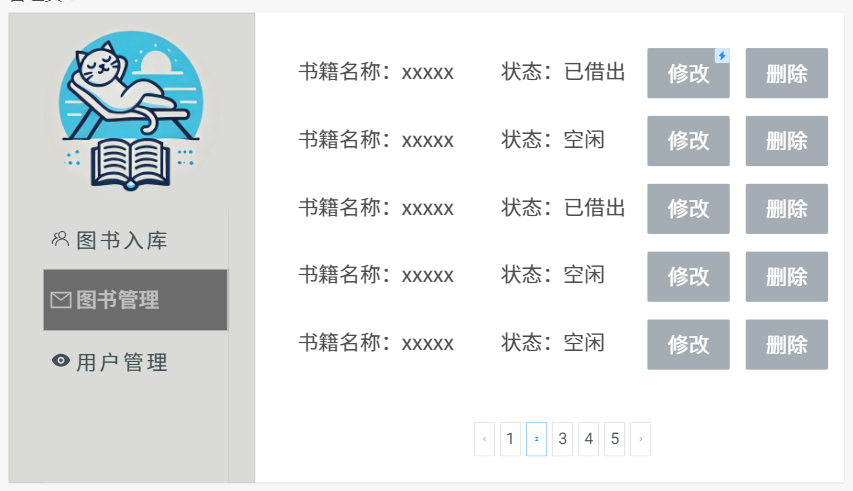 图书入库
图书管理
用户管理
书籍名称：xxxxx 状态：已借出 修改 删除
书籍名称：xxxxx 状态：空闲 修改 删除
书籍名称：xxxxx 状态：已借出 修改 删除
书籍名称：xxxxx 状态：空闲 修改 删除
书籍名称：xxxxx 状态：空闲 修改 删除
‹ 1 2 3 4 5 ›